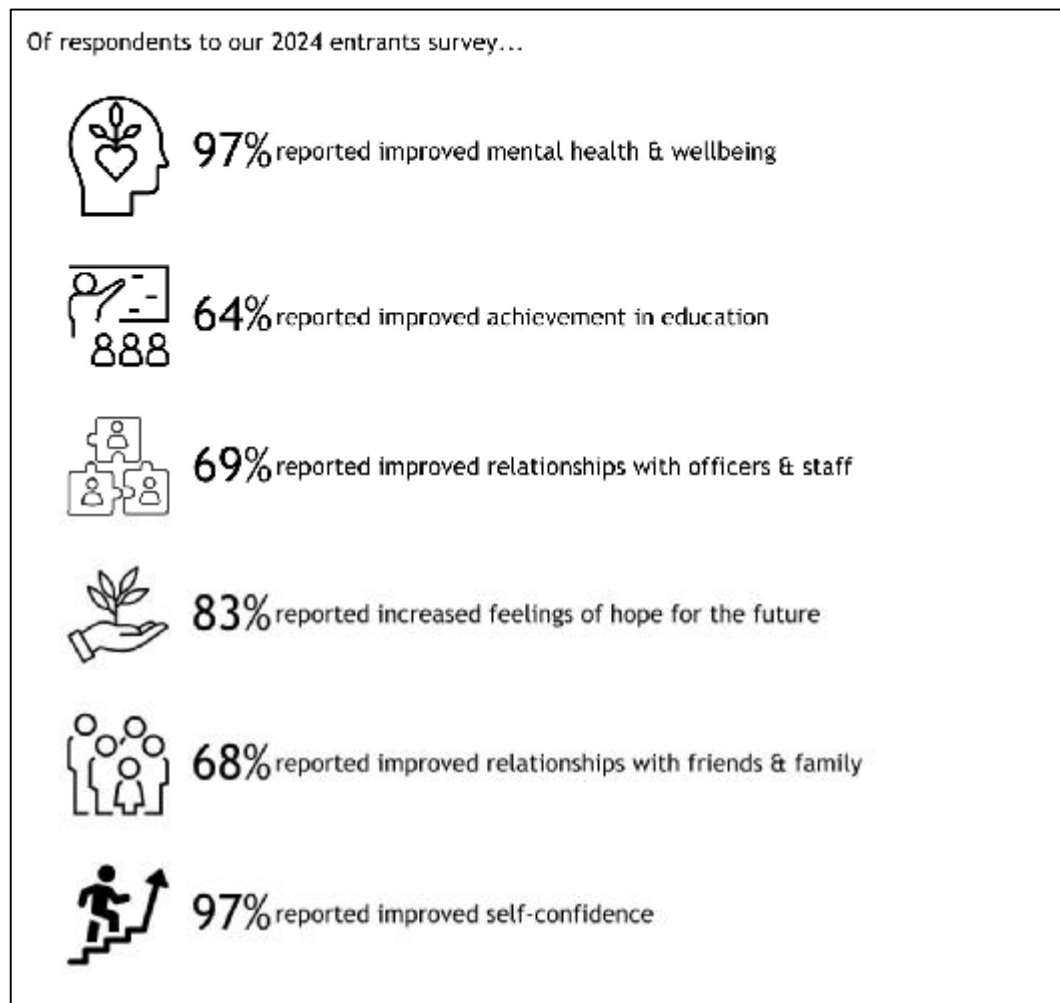 Of respondents to our 2024 entrants survey...
97% reported improved mental health & wellbeing
64% reported improved achievement in education
69% reported improved relationships with officers & staff
83% reported increased feelings of hope for the future
68% reported improved relationships with friends & family
97% reported improved self-confidence